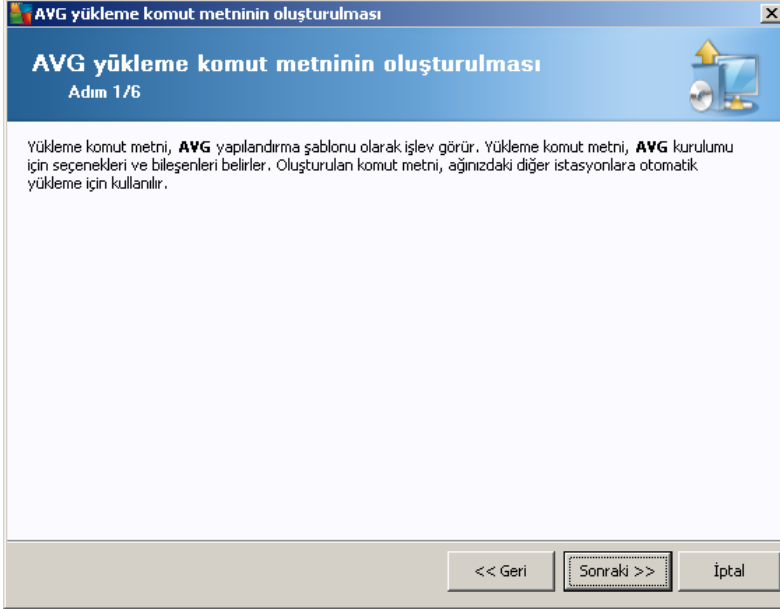 AVG yükleme komut metninin oluşturulması
AVG yükleme komut metninin oluşturulması
Adım 1/6
Yükleme komut metni, AVG yapılandırma şablonu olarak işlev görür. Yükleme komut metni, AVG kurulumu
için seçenekleri ve bileşenleri belirler. Oluşturulan komut metni, ağınızdaki diğer istasyonlara otomatik
yükleme için kullanılır.
<< Geri
Sonraki >>
İptal